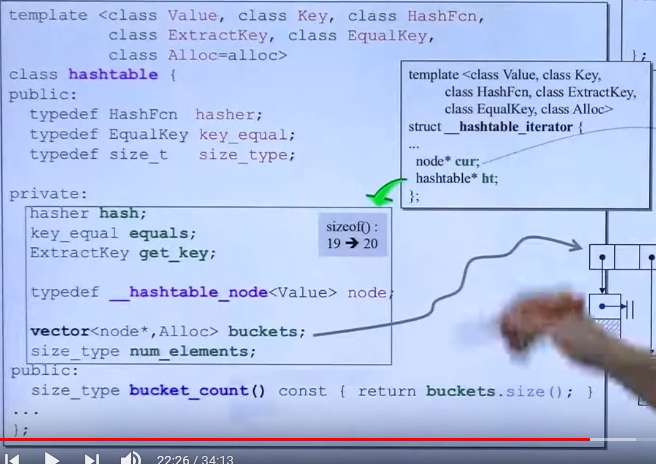 template <class Value, class Key, class HashFcn,
class ExtractKey, class EqualKey,
class Alloc=alloc>
class hashtable {
public:
typedef HashFcn hasher;
typedef EqualKey key_equal;
typedef size_t size_type;
private:
hasher hash;
key_equal equals;
ExtractKey get_key;
typedef __hashtable_node<Value> node;
vector<node*,Alloc> buckets;
size_type num_elements;
public:
size_type bucket_count() const { return buckets.size(); }
...
};
sizeof() :
19 ➔ 20
template <class Value, class Key,
class HashFcn, class ExtractKey,
class EqualKey, class Alloc>
struct __hashtable_iterator {
...
node* cur;
hashtable* ht;
};
};
22:26 / 34:13